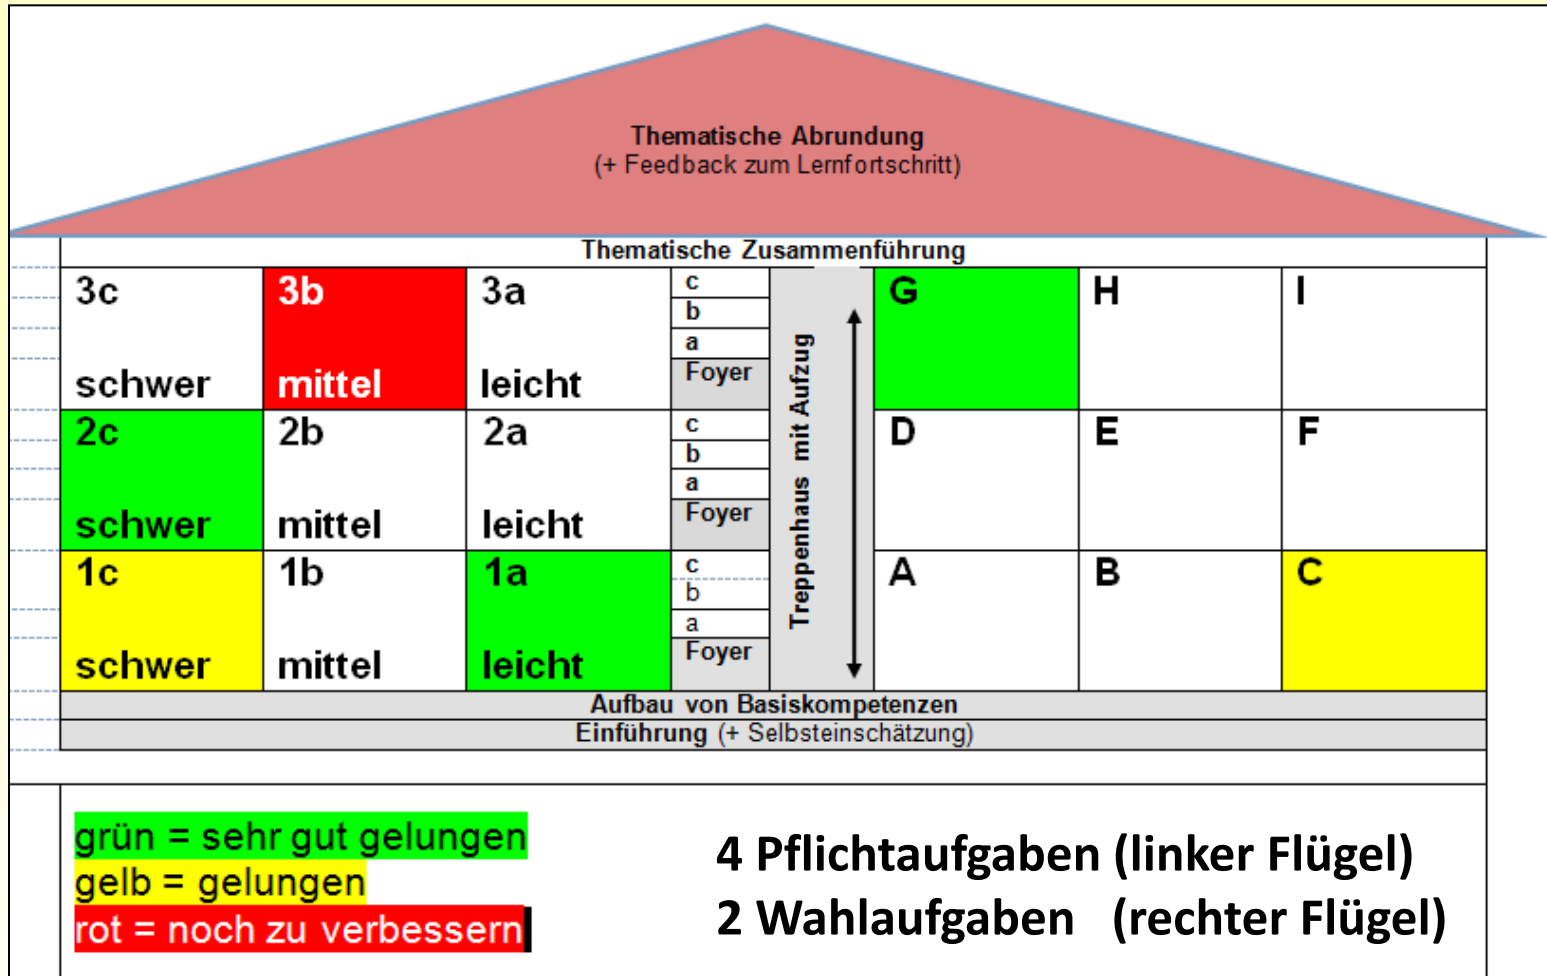 Thematische Abrundung
(+ Feedback zum Lernfortschritt)
Thematische Zusammenführung
3c 3b 3a c G H I
b
a
schwer mittel leicht Foyer
2c 2b 2a c D E F
b
a
schwer mittel leicht Foyer
1c 1b 1a c A B C
b
a
schwer mittel leicht Foyer
Treppenhaus mit Aufzug
Aufbau von Basiskompetenzen
Einführung (+ Selbsteinschätzung)
grün = sehr gut gelungen
gelb = gelungen
rot = noch zu verbessern
4 Pflichtaufgaben (linker Flügel)
2 Wahlaufgaben (rechter Flügel)